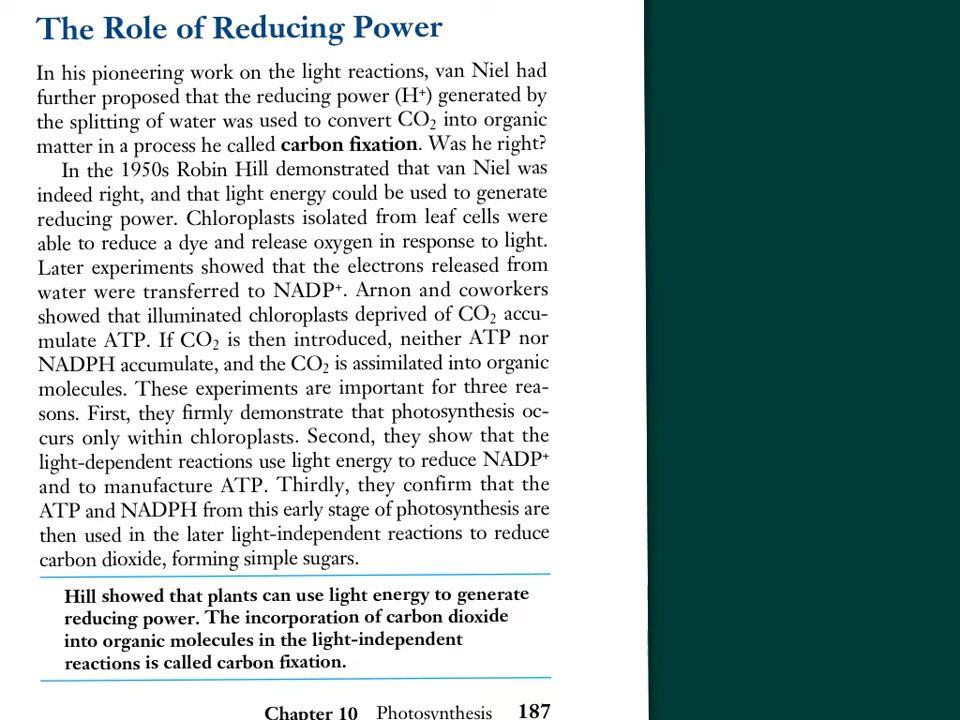 The Role of Reducing Power
In his pioneering work on the light reactions, van Niel had
further proposed that the reducing power (H⁺) generated by
the splitting of water was used to convert CO₂ into organic
matter in a process he called carbon fixation. Was he right?
In the 1950s Robin Hill demonstrated that van Niel was
indeed right, and that light energy could be used to generate
reducing power. Chloroplasts isolated from leaf cells were
able to reduce a dye and release oxygen in response to light.
Later experiments showed that the electrons released from
water were transferred to NADP⁺. Arnon and coworkers
showed that illuminated chloroplasts deprived of CO₂ accu-
mulate ATP. If CO₂ is then introduced, neither ATP nor
NADPH accumulate, and the CO₂ is assimilated into organic
molecules. These experiments are important for three rea-
sons. First, they firmly demonstrate that photosynthesis oc-
curs only within chloroplasts. Second, they show that the
light-dependent reactions use light energy to reduce NADP⁺
and to manufacture ATP. Thirdly, they confirm that the
ATP and NADPH from this early stage of photosynthesis are
then used in the later light-independent reactions to reduce
carbon dioxide, forming simple sugars.
Hill showed that plants can use light energy to generate
reducing power. The incorporation of carbon dioxide
into organic molecules in the light-independent
reactions is called carbon fixation.
Chapter 10 Photosynthesis 187